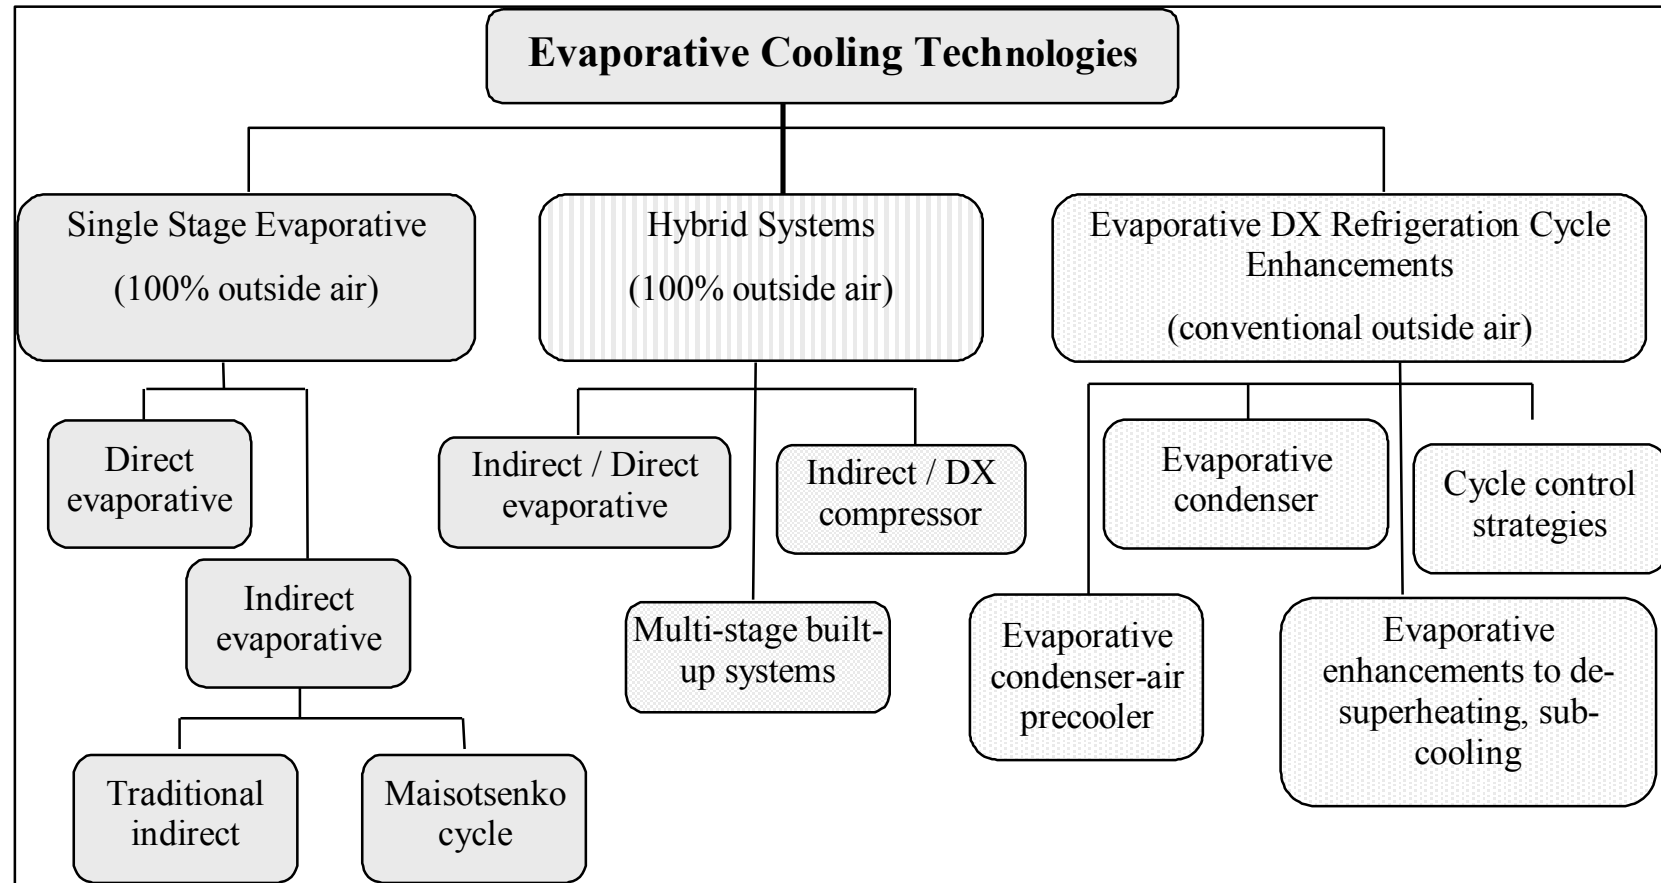 Evaporative Cooling Technologies
Single Stage Evaporative
(100% outside air)
Hybrid Systems
(100% outside air)
Evaporative DX Refrigeration Cycle
Enhancements
(conventional outside air)
Direct
evaporative
Indirect
evaporative
Traditional
indirect
Maisotsenko
cycle
Indirect / Direct
evaporative
Indirect / DX
compressor
Multi-stage built-
up systems
Evaporative
condenser
Cycle control
strategies
Evaporative
condenser-air
precooler
Evaporative
enhancements to de-
superheating, sub-
cooling